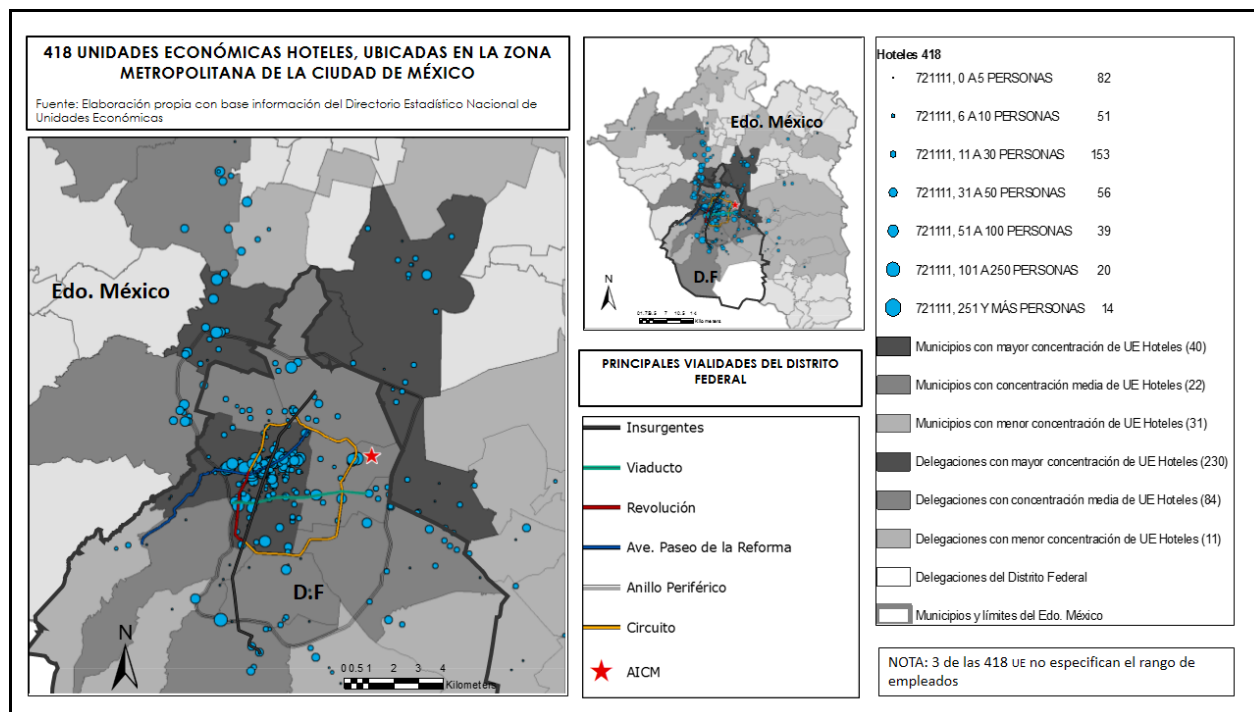 418 UNIDADES ECONÓMICAS HOTELES, UBICADAS EN LA ZONA
METROPOLITANA DE LA CIUDAD DE MÉXICO
Fuente: Elaboración propia con base información del Directorio Estadístico Nacional de
Unidades Económicas
Edo. México
D.F
N
0 0.5 1 2 3 4
Kilometers
Edo. México
D.F
N
Kilometers
PRINCIPALES VIALIDADES DEL DISTRITO
FEDERAL
Insurgentes
Viaducto
Revolución
Ave. Paseo de la Reforma
Anillo Periférico
Circuito
AICM
Hoteles 418
721111, 0 A 5 PERSONAS 82
721111, 6 A 10 PERSONAS 51
721111, 11 A 30 PERSONAS 153
721111, 31 A 50 PERSONAS 56
721111, 51 A 100 PERSONAS 39
721111, 101 A 250 PERSONAS 20
721111, 251 Y MÁS PERSONAS 14
Municipios con mayor concentración de UE Hoteles (40)
Municipios con concentración media de UE Hoteles (22)
Municipios con menor concentración de UE Hoteles (31)
Delegaciones con mayor concentración de UE Hoteles (230)
Delegaciones con concentración media de UE Hoteles (84)
Delegaciones con menor concentración de UE Hoteles (11)
Delegaciones del Distrito Federal
Municipios y límites del Edo. México
NOTA: 3 de las 418 UE no especifican el rango de
empleados